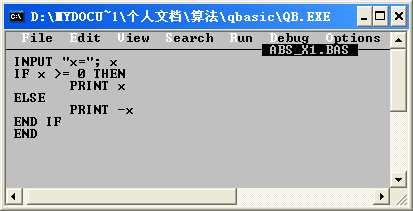 D:\MYDOCU~1\个人文档\算法\qbasic\QB.EXE
File Edit View Search Run Debug Options
ABS_X1.BAS
INPUT "x="; x
IF x >= 0 THEN
        PRINT x
ELSE
        PRINT -x
END IF
END